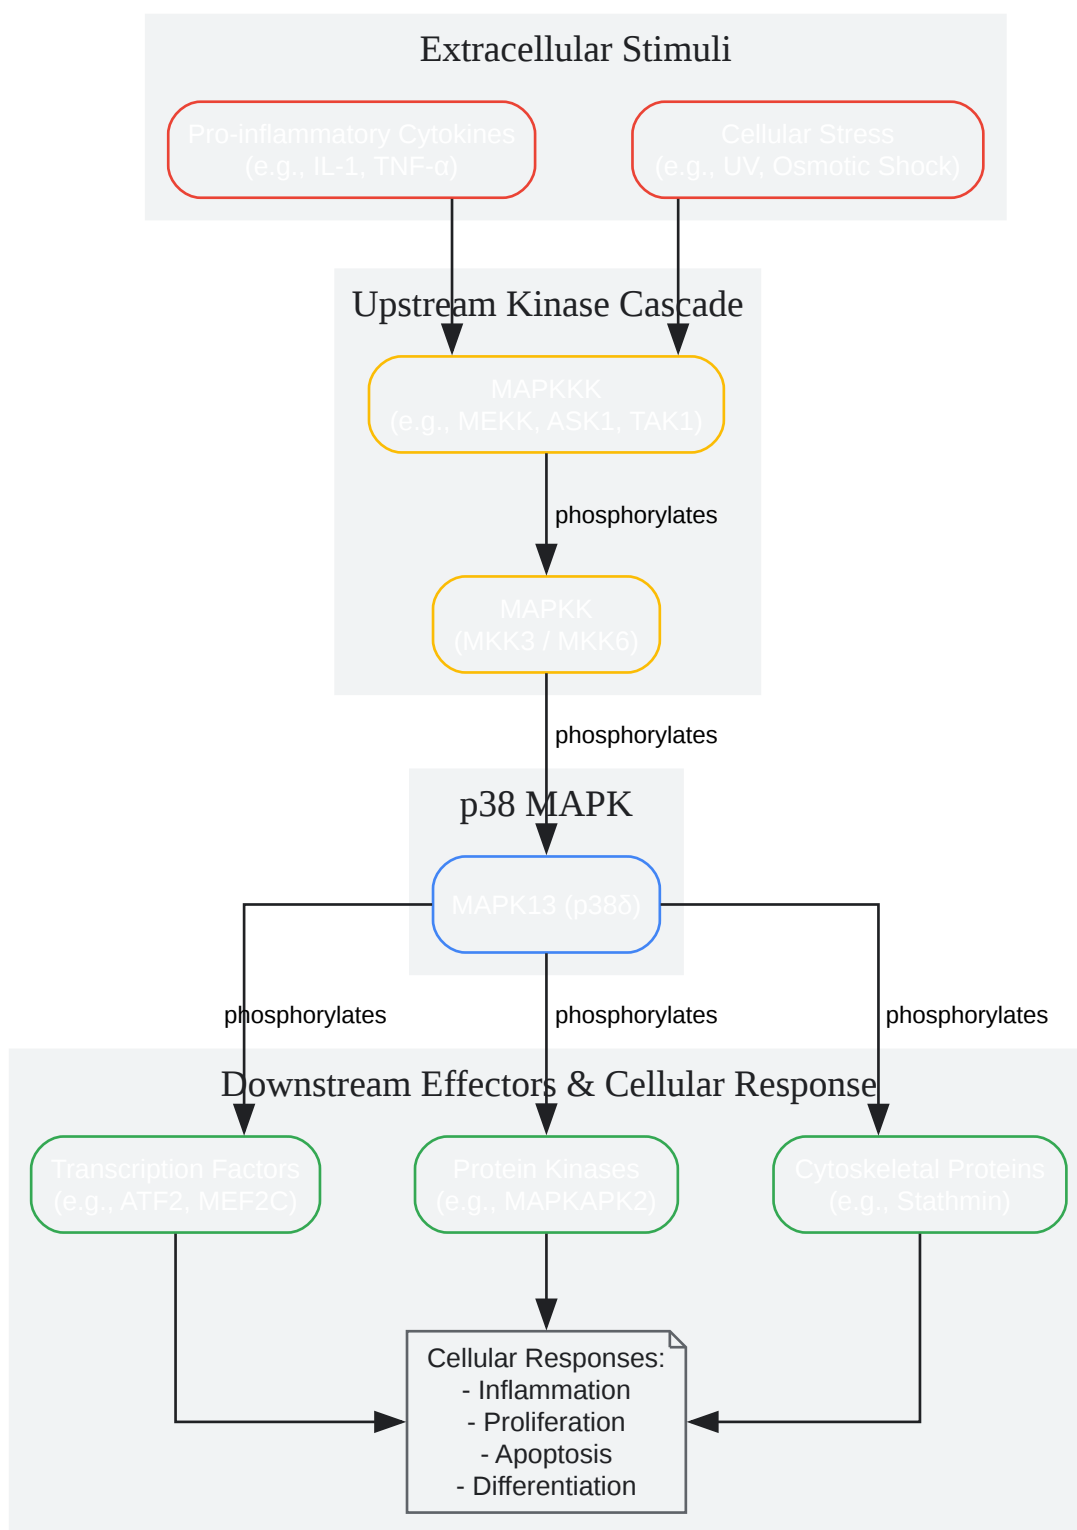 Extracellular Stimuli
Pro-inflammatory Cytokines
(e.g., IL-1, TNF-α)
Cellular Stress
(e.g., UV, Osmotic Shock)
Upstream Kinase Cascade
MAPKKK
(e.g., MEKK, ASK1, TAK1)
phosphorylates
MAPKK
(MKK3 / MKK6)
phosphorylates
p38 MAPK
MAPK13 (p38δ)
phosphorylates
phosphorylates
phosphorylates
Downstream Effectors & Cellular Response
Transcription Factors
(e.g., ATF2, MEF2C)
Protein Kinases
(e.g., MAPKAPK2)
Cytoskeletal Proteins
(e.g., Stathmin)
Cellular Responses:
- Inflammation
- Proliferation
- Apoptosis
- Differentiation